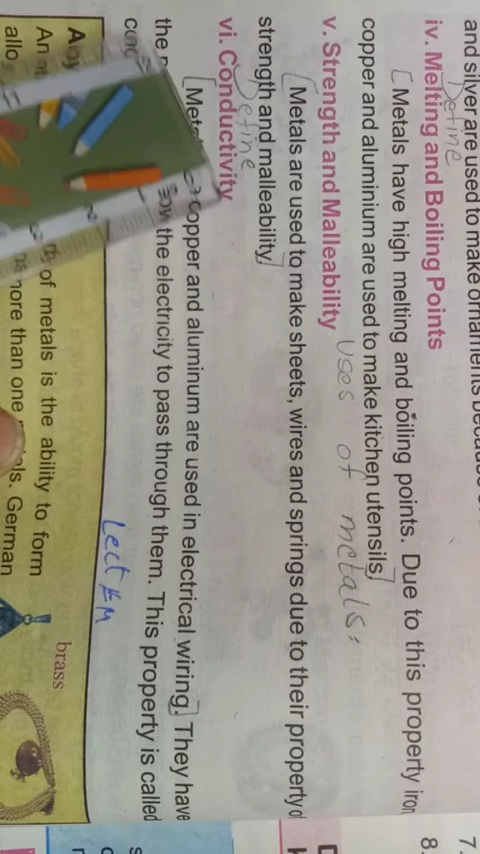 and silver are used to make ornaments
iv. Melting and Boiling Points
Define
[Metals have high melting and boiling points. Due to this property iron
copper and aluminium are used to make kitchen utensils]
uses of metals:
v. Strength and Malleability
[Metals are used to make sheets, wires and springs due to their property
strength and malleability]
Define
vi. Conductivity
copper and aluminum are used in electrical wiring.] They have
the
the electricity to pass through them. This property is called
Lect
of metals is the ability to form
An
more than one
German
allo
brass
7.
8.